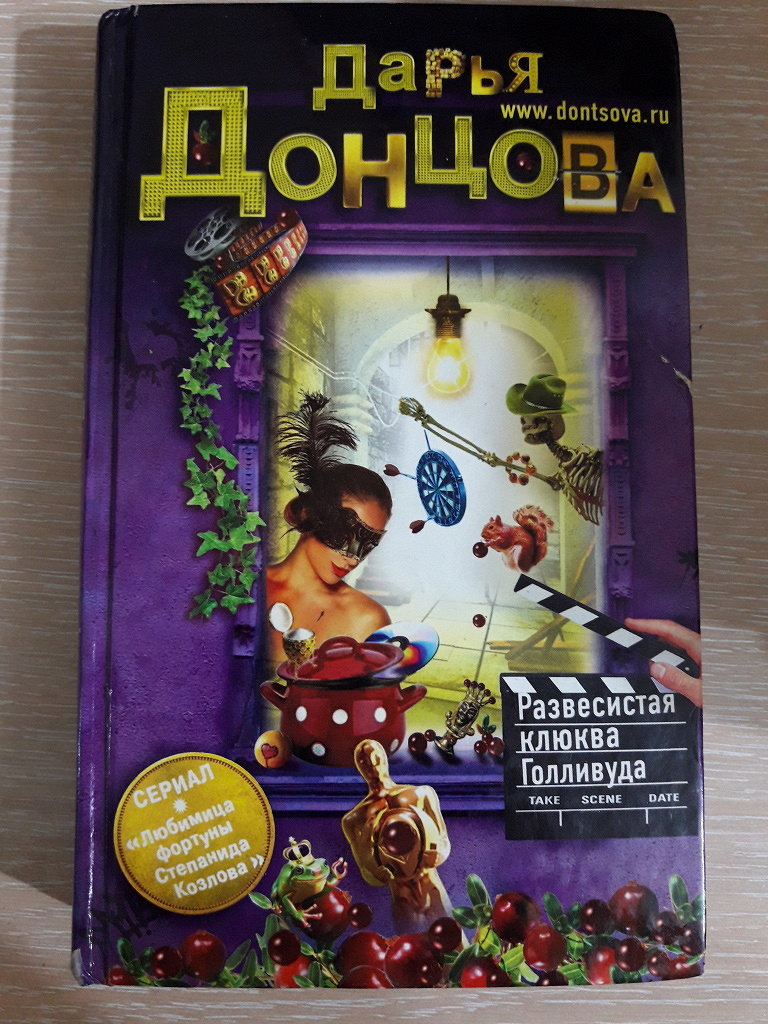 Дарья
www.dontsova.ru
Донцова
Развесистая
клюква
Голливуда
TAKE SCENE DATE
СЕРИАЛ
«Любимица
фортуны
Степанида
Козлова»